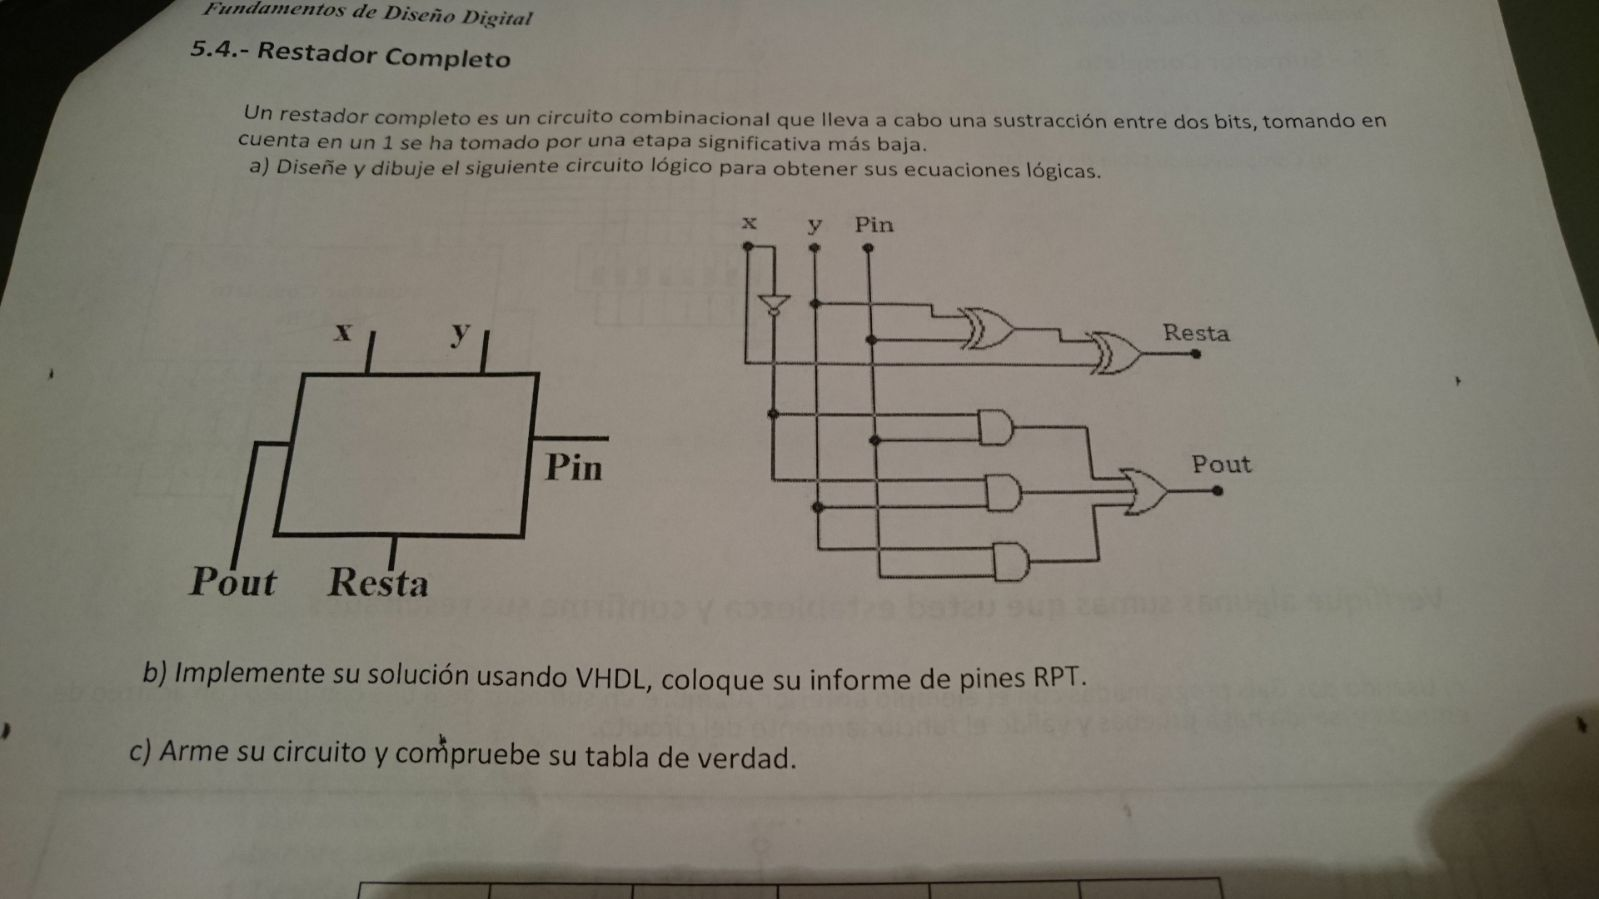 Fundamentos de Diseño Digital
5.4.- Restador Completo
Un restador completo es un circuito combinacional que lleva a cabo una sustracción entre dos bits, tomando en
cuenta en un 1 se ha tomado por una etapa significativa más baja.
a) Diseñe y dibuje el siguiente circuito lógico para obtener sus ecuaciones lógicas.
x y Pin
Resta
x y
Pin
Pout
Pout Resta
b) Implemente su solución usando VHDL, coloque su informe de pines RPT.
c) Arme su circuito y compruebe su tabla de verdad.